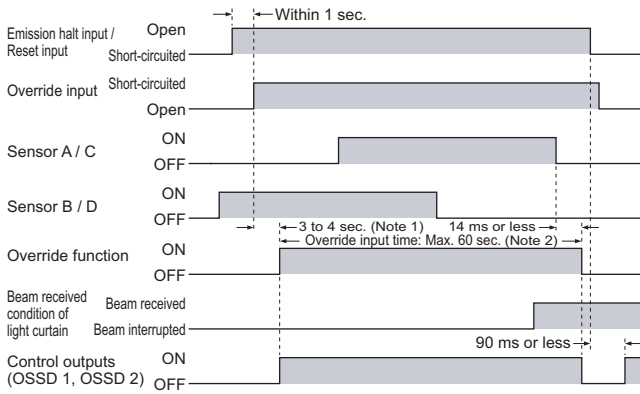 Within 1 sec.
Emission halt input /
Reset input
Open
Short-circuited
Override input
Short-circuited
Open
Sensor A / C
ON
OFF
Sensor B / D
ON
OFF
3 to 4 sec. (Note 1)
14 ms or less
Override input time: Max. 60 sec. (Note 2)
Override function
ON
OFF
Beam received
condition of
light curtain
Beam received
Beam interrupted
90 ms or less
Control outputs
(OSSD 1, OSSD 2)
ON
OFF